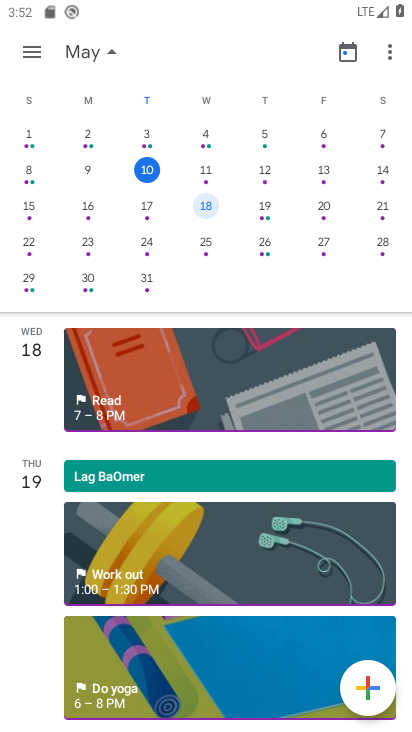 3:52 LTE
May
S M T W T F S
1 2 3 4 5 6 7
8 9 10 11 12 13 14
15 16 17 18 19 20 21
22 23 24 25 26 27 28
29 30 31
WED
18
Read
7 – 8 PM
THU
19
Lag BaOmer
Work out
1:00 – 1:30 PM
Do yoga
6 – 8 PM